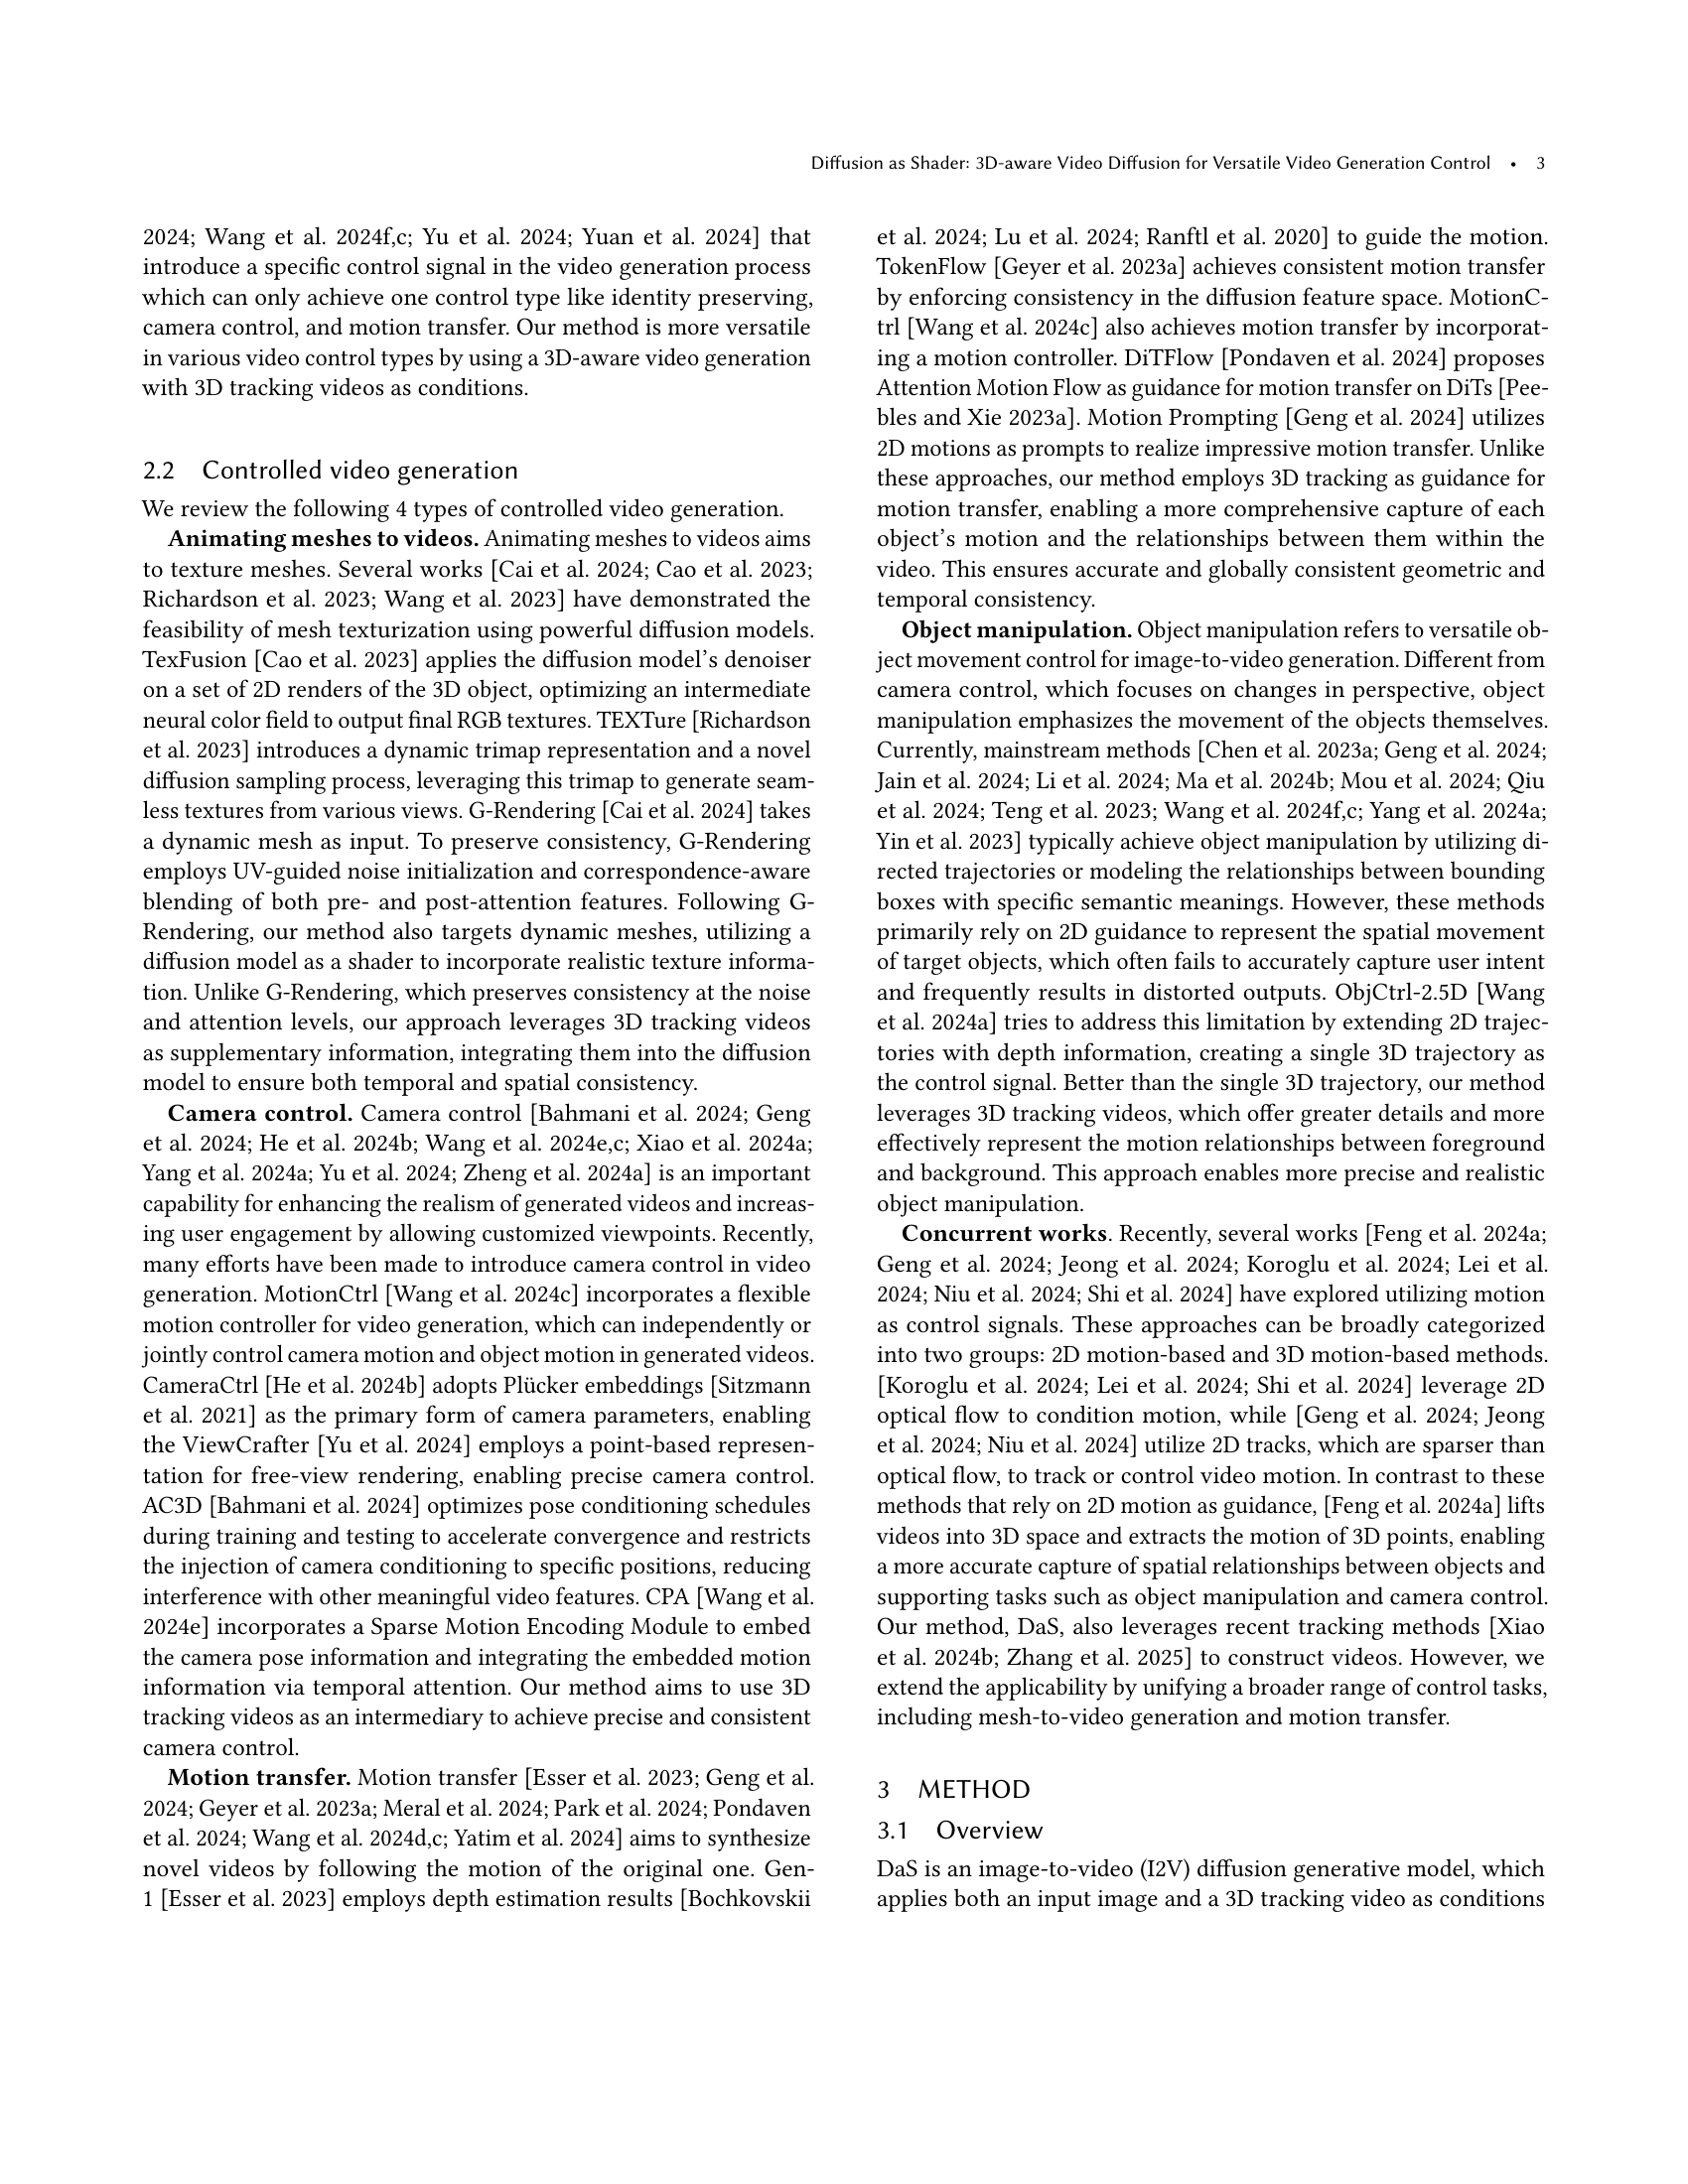 Diffusion as Shader: 3D-aware Video Diffusion for Versatile Video Generation Control • 3
2024; Wang et al. 2024f,c; Yu et al. 2024; Yuan et al. 2024] that
introduce a specific control signal in the video generation process
which can only achieve one control type like identity preserving,
camera control, and motion transfer. Our method is more versatile
in various video control types by using a 3D-aware video generation
with 3D tracking videos as conditions.
2.2 Controlled video generation
We review the following 4 types of controlled video generation.
Animating meshes to videos. Animating meshes to videos aims
to texture meshes. Several works [Cai et al. 2024; Cao et al. 2023;
Richardson et al. 2023; Wang et al. 2023] have demonstrated the
feasibility of mesh texturization using powerful diffusion models.
TexFusion [Cao et al. 2023] applies the diffusion model's denoiser
on a set of 2D renders of the 3D object, optimizing an intermediate
neural color field to output final RGB textures. TEXTure [Richardson
et al. 2023] introduces a dynamic trimap representation and a novel
diffusion sampling process, leveraging this trimap to generate seam-
less textures from various views. G-Rendering [Cai et al. 2024] takes
a dynamic mesh as input. To preserve consistency, G-Rendering
employs UV-guided noise initialization and correspondence-aware
blending of both pre- and post-attention features. Following G-
Rendering, our method also targets dynamic meshes, utilizing a
diffusion model as a shader to incorporate realistic texture informa-
tion. Unlike G-Rendering, which preserves consistency at the noise
and attention levels, our approach leverages 3D tracking videos
as supplementary information, integrating them into the diffusion
model to ensure both temporal and spatial consistency.
Camera control. Camera control [Bahmani et al. 2024; Geng
et al. 2024; He et al. 2024b; Wang et al. 2024e,c; Xiao et al. 2024a;
Yang et al. 2024a; Yu et al. 2024; Zheng et al. 2024a] is an important
capability for enhancing the realism of generated videos and increas-
ing user engagement by allowing customized viewpoints. Recently,
many efforts have been made to introduce camera control in video
generation. MotionCtrl [Wang et al. 2024c] incorporates a flexible
motion controller for video generation, which can independently or
jointly control camera motion and object motion in generated videos.
CameraCtrl [He et al. 2024b] adopts Plücker embeddings [Sitzmann
et al. 2021] as the primary form of camera parameters, enabling
the ViewCrafter [Yu et al. 2024] employs a point-based represen-
tation for free-view rendering, enabling precise camera control.
AC3D [Bahmani et al. 2024] optimizes pose conditioning schedules
during training and testing to accelerate convergence and restricts
the injection of camera conditioning to specific positions, reducing
interference with other meaningful video features. CPA [Wang et al.
2024e] incorporates a Sparse Motion Encoding Module to embed
the camera pose information and integrating the embedded motion
information via temporal attention. Our method aims to use 3D
tracking videos as an intermediary to achieve precise and consistent
camera control.
Motion transfer. Motion transfer [Esser et al. 2023; Geng et al.
2024; Geyer et al. 2023a; Meral et al. 2024; Park et al. 2024; Pondaven
et al. 2024; Wang et al. 2024d,c; Yatim et al. 2024] aims to synthesize
novel videos by following the motion of the original one. Gen-
1 [Esser et al. 2023] employs depth estimation results [Bochkovskii
et al. 2024; Lu et al. 2024; Ranftl et al. 2020] to guide the motion.
TokenFlow [Geyer et al. 2023a] achieves consistent motion transfer
by enforcing consistency in the diffusion feature space. MotionC-
trl [Wang et al. 2024c] also achieves motion transfer by incorporat-
ing a motion controller. DiTFlow [Pondaven et al. 2024] proposes
Attention Motion Flow as guidance for motion transfer on DiTs [Pee-
bles and Xie 2023a]. Motion Prompting [Geng et al. 2024] utilizes
2D motions as prompts to realize impressive motion transfer. Unlike
these approaches, our method employs 3D tracking as guidance for
motion transfer, enabling a more comprehensive capture of each
object's motion and the relationships between them within the
video. This ensures accurate and globally consistent geometric and
temporal consistency.
Object manipulation. Object manipulation refers to versatile ob-
ject movement control for image-to-video generation. Different from
camera control, which focuses on changes in perspective, object
manipulation emphasizes the movement of the objects themselves.
Currently, mainstream methods [Chen et al. 2023a; Geng et al. 2024;
Jain et al. 2024; Li et al. 2024; Ma et al. 2024b; Mou et al. 2024; Qiu
et al. 2024; Teng et al. 2023; Wang et al. 2024f,c; Yang et al. 2024a;
Yin et al. 2023] typically achieve object manipulation by utilizing di-
rected trajectories or modeling the relationships between bounding
boxes with specific semantic meanings. However, these methods
primarily rely on 2D guidance to represent the spatial movement
of target objects, which often fails to accurately capture user intent
and frequently results in distorted outputs. ObjCtrl-2.5D [Wang
et al. 2024a] tries to address this limitation by extending 2D trajec-
tories with depth information, creating a single 3D trajectory as
the control signal. Better than the single 3D trajectory, our method
leverages 3D tracking videos, which offer greater details and more
effectively represent the motion relationships between foreground
and background. This approach enables more precise and realistic
object manipulation.
Concurrent works. Recently, several works [Feng et al. 2024a;
Geng et al. 2024; Jeong et al. 2024; Koroglu et al. 2024; Lei et al.
2024; Niu et al. 2024; Shi et al. 2024] have explored utilizing motion
as control signals. These approaches can be broadly categorized
into two groups: 2D motion-based and 3D motion-based methods.
[Koroglu et al. 2024; Lei et al. 2024; Shi et al. 2024] leverage 2D
optical flow to condition motion, while [Geng et al. 2024; Jeong
et al. 2024; Niu et al. 2024] utilize 2D tracks, which are sparser than
optical flow, to track or control video motion. In contrast to these
methods that rely on 2D motion as guidance, [Feng et al. 2024a] lifts
videos into 3D space and extracts the motion of 3D points, enabling
a more accurate capture of spatial relationships between objects and
supporting tasks such as object manipulation and camera control.
Our method, DaS, also leverages recent tracking methods [Xiao
et al. 2024b; Zhang et al. 2025] to construct videos. However, we
extend the applicability by unifying a broader range of control tasks,
including mesh-to-video generation and motion transfer.
3 METHOD
3.1 Overview
DaS is an image-to-video (I2V) diffusion generative model, which
applies both an input image and a 3D tracking video as conditions